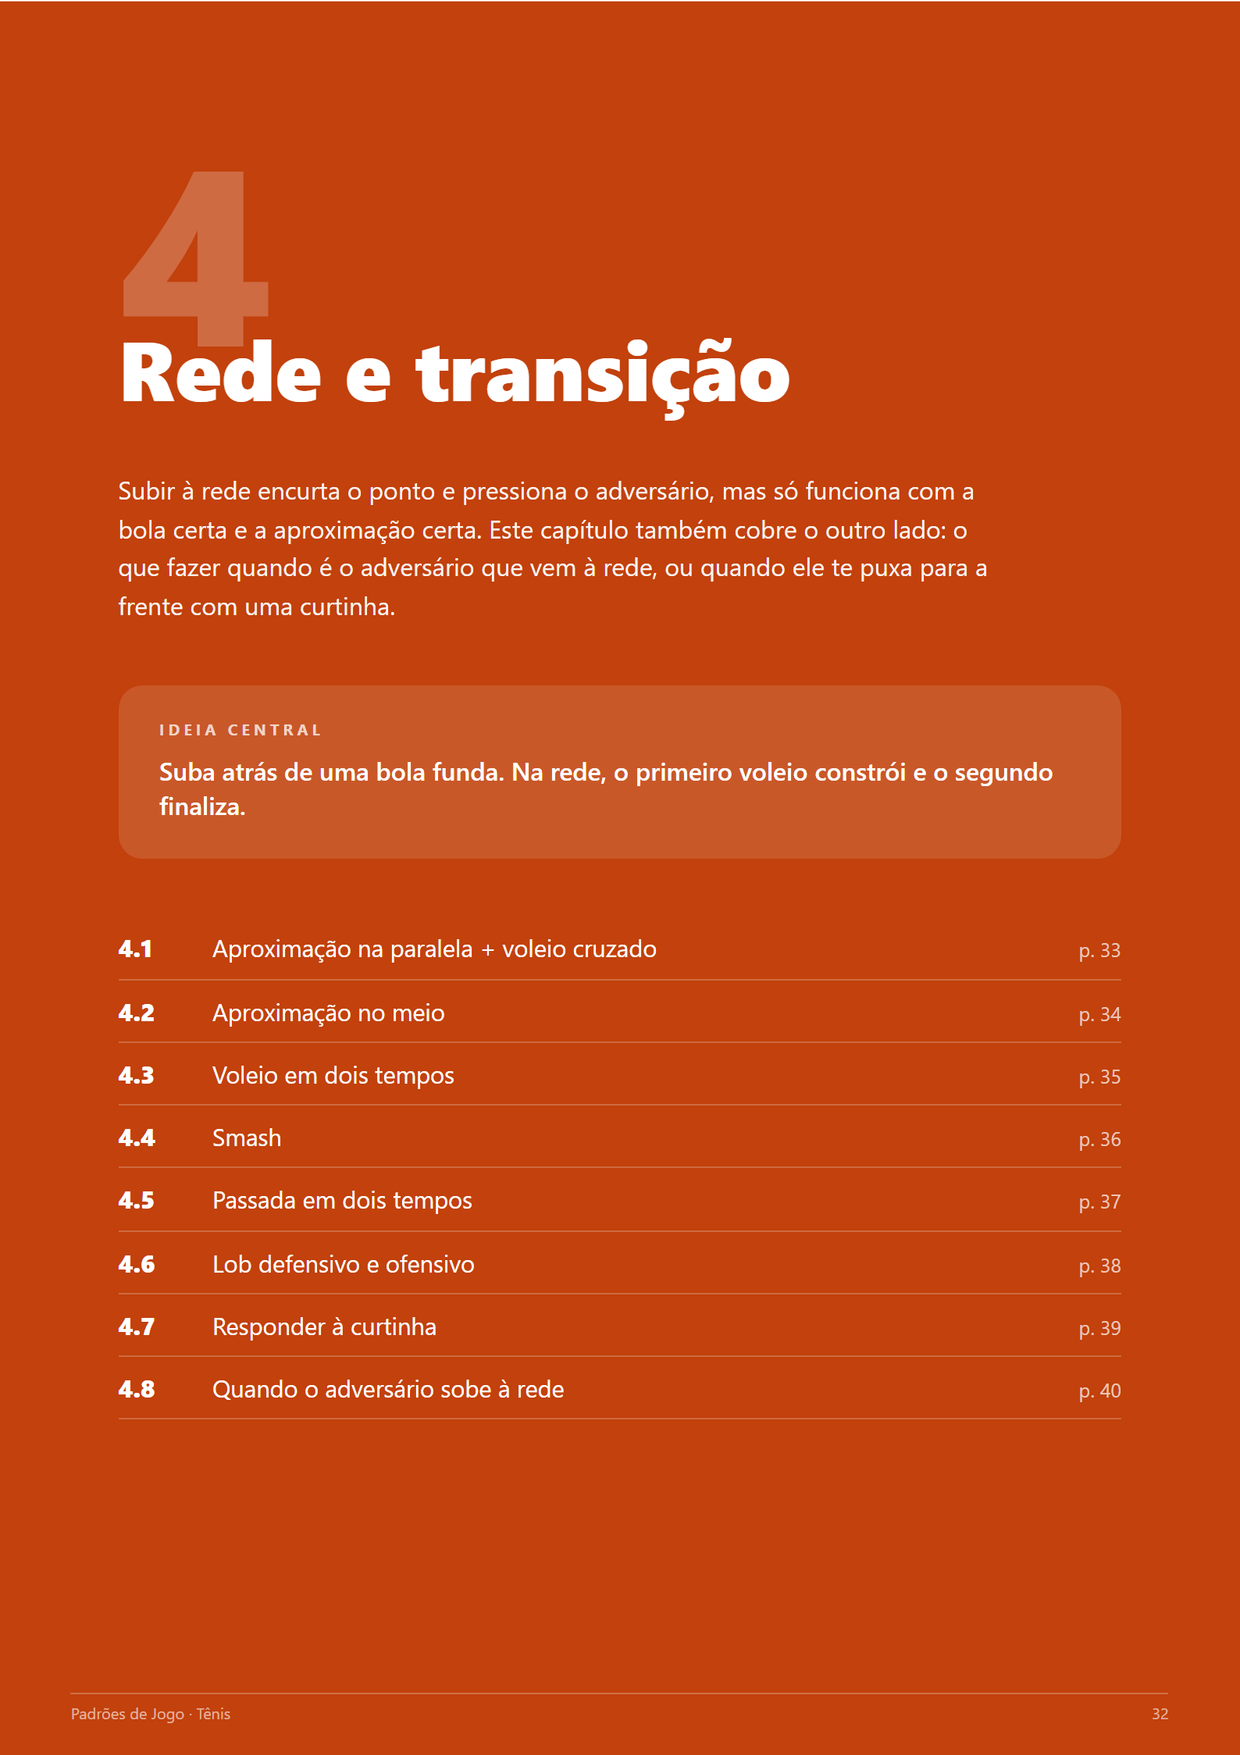 4
Rede e transição
Subir à rede encurta o ponto e pressiona o adversário, mas só funciona com a
bola certa e a aproximação certa. Este capítulo também cobre o outro lado: o
que fazer quando é o adversário que vem à rede, ou quando ele te puxa para a
frente com uma curtinha.
IDEIA CENTRAL
Suba atrás de uma bola funda. Na rede, o primeiro voleio constrói e o segundo
finaliza.
4.1 Aproximação na paralela + voleio cruzado p. 33
4.2 Aproximação no meio p. 34
4.3 Voleio em dois tempos p. 35
4.4 Smash p. 36
4.5 Passada em dois tempos p. 37
4.6 Lob defensivo e ofensivo p. 38
4.7 Responder à curtinha p. 39
4.8 Quando o adversário sobe à rede p. 40
Padrões de Jogo · Tênis 32